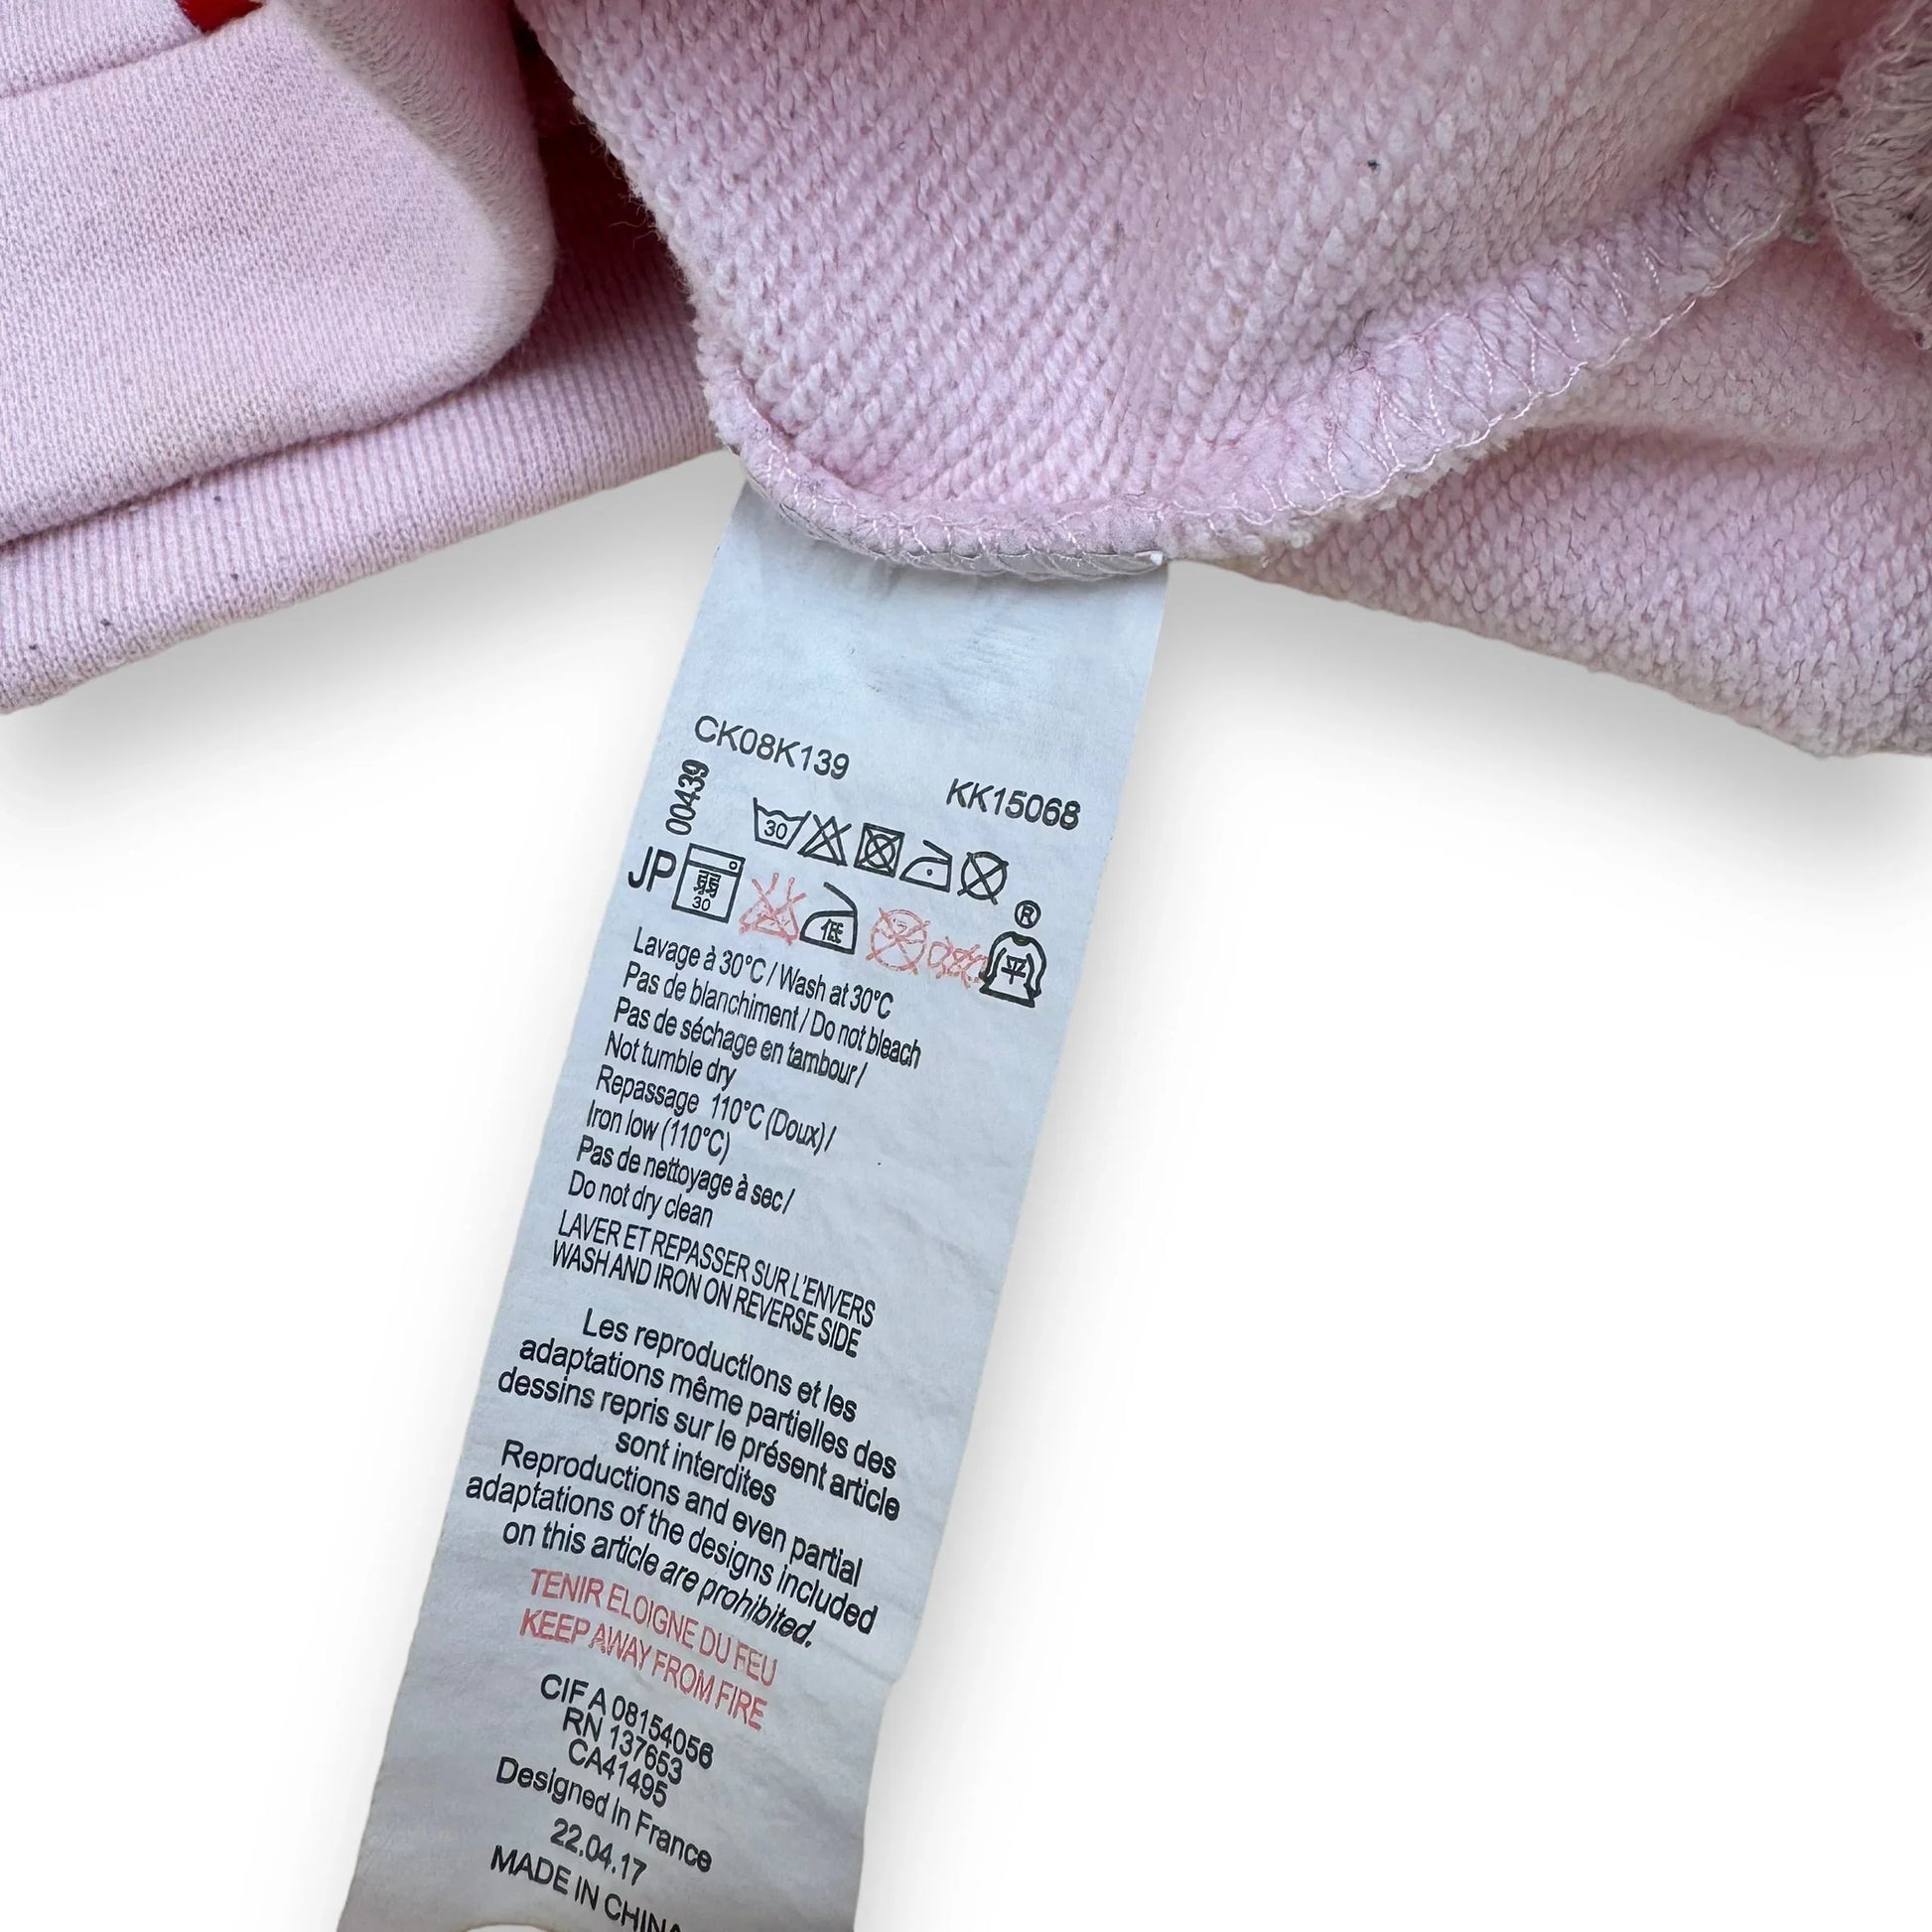 CK08K139
KK15068
00439
30
JP
30
®
平
Lavage à 30°C / Wash at 30°C
Pas de blanchiment / Do not bleach
Pas de séchage en tambour /
Not tumble dry
Repassage 110°C (Doux) /
Iron low (110°C)
Pas de nettoyage à sec /
Do not dry clean
LAVER ET REPASSER SUR L'ENVERS
WASH AND IRON ON REVERSE SIDE
Les reproductions et les
adaptations même partielles des
dessins repris sur le présent article
sont interdites
Reproductions and even partial
adaptations of the designs included
on this article are prohibited.
TENIR ELOIGNE DU FEU
KEEP AWAY FROM FIRE
CIF A 08154056
RN 137653
CA41495
Designed in France
22.04.17
MADE IN CHINA